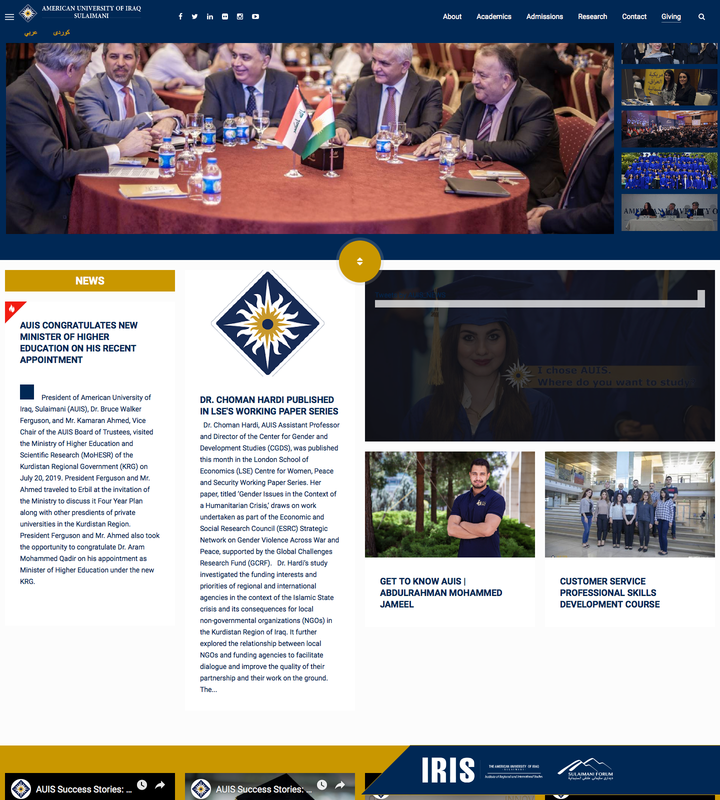 AMERICAN UNIVERSITY OF IRAQ
SULAIMANI
About Academics Admissions Research Contact Giving
عربي کوردی
NEWS
AUIS CONGRATULATES NEW
MINISTER OF HIGHER
EDUCATION ON HIS RECENT
APPOINTMENT
President of American University of
Iraq, Sulaimani (AUIS), Dr. Bruce Walker
Ferguson, and Mr. Kamaran Ahmed, Vice
Chair of the AUIS Board of Trustees, visited
the Ministry of Higher Education and
Scientific Research (MoHESR) of the
Kurdistan Regional Government (KRG) on
July 20, 2019. President Ferguson and Mr.
Ahmed traveled to Erbil at the invitation of
the Ministry to discuss it Four Year Plan
along with other presidents of private
universities in the Kurdistan Region.
President Ferguson and Mr. Ahmed also took
the opportunity to congratulate Dr. Aram
Mohammed Qadir on his appointment as
Minister of Higher Education under the new
KRG.
DR. CHOMAN HARDI PUBLISHED
IN LSE'S WORKING PAPER SERIES
Dr. Choman Hardi, AUIS Assistant Professor
and Director of the Center for Gender and
Development Studies (CGDS), was published
this month in the London School of
Economics (LSE) Centre for Women, Peace
and Security Working Paper Series. Her
paper, titled 'Gender Issues in the Context of
a Humanitarian Crisis,' draws on work
undertaken as part of the Economic and
Social Research Council (ESRC) Strategic
Network on Gender Violence Across War and
Peace, supported by the Global Challenges
Research Fund (GCRF). Dr. Hardi's study
investigated the funding interests and
priorities of regional and international
agencies in the context of the Islamic State
crisis and its consequences for local
non-governmental organizations (NGOs) in
the Kurdistan Region of Iraq. It further
explored the relationship between local
NGOs and funding agencies to facilitate
dialogue and improve the quality of their
partnership and their work on the ground.
The...
I chose AUIS.
Where do you want to study
GET TO KNOW AUIS |
ABDULRAHMAN MOHAMMED
JAMEEL
CUSTOMER SERVICE
PROFESSIONAL SKILLS
DEVELOPMENT COURSE
IRIS
THE AMERICAN UNIVERSITY OF IRAQ
Institute of Regional and International Studies
SULAIMANI FORUM
AUIS Success Stories: ...
AUIS Success Stories: ...